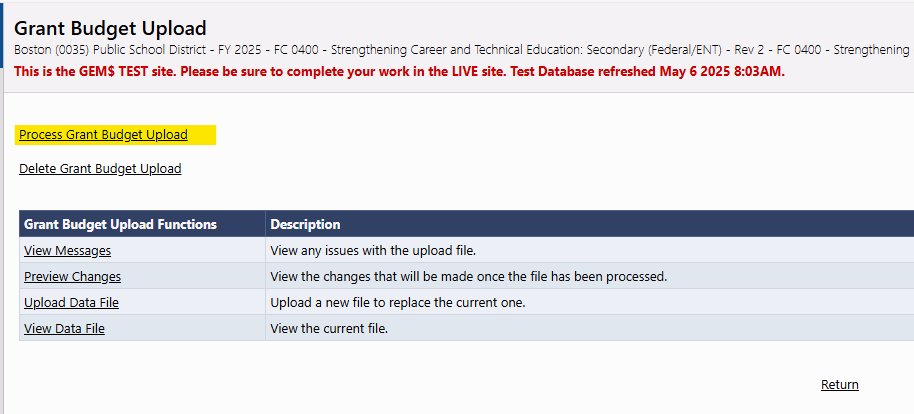 Grant Budget Upload
Boston (0035) Public School District - FY 2025 - FC 0400 - Strengthening Career and Technical Education: Secondary (Federal/ENT) - Rev 2 - FC 0400 - Strengthening
This is the GEM$ TEST site. Please be sure to complete your work in the LIVE site. Test Database refreshed May 6 2025 8:03AM.
Process Grant Budget Upload
Delete Grant Budget Upload
Grant Budget Upload Functions Description
View Messages View any issues with the upload file.
Preview Changes View the changes that will be made once the file has been processed.
Upload Data File Upload a new file to replace the current one.
View Data File View the current file.
Return